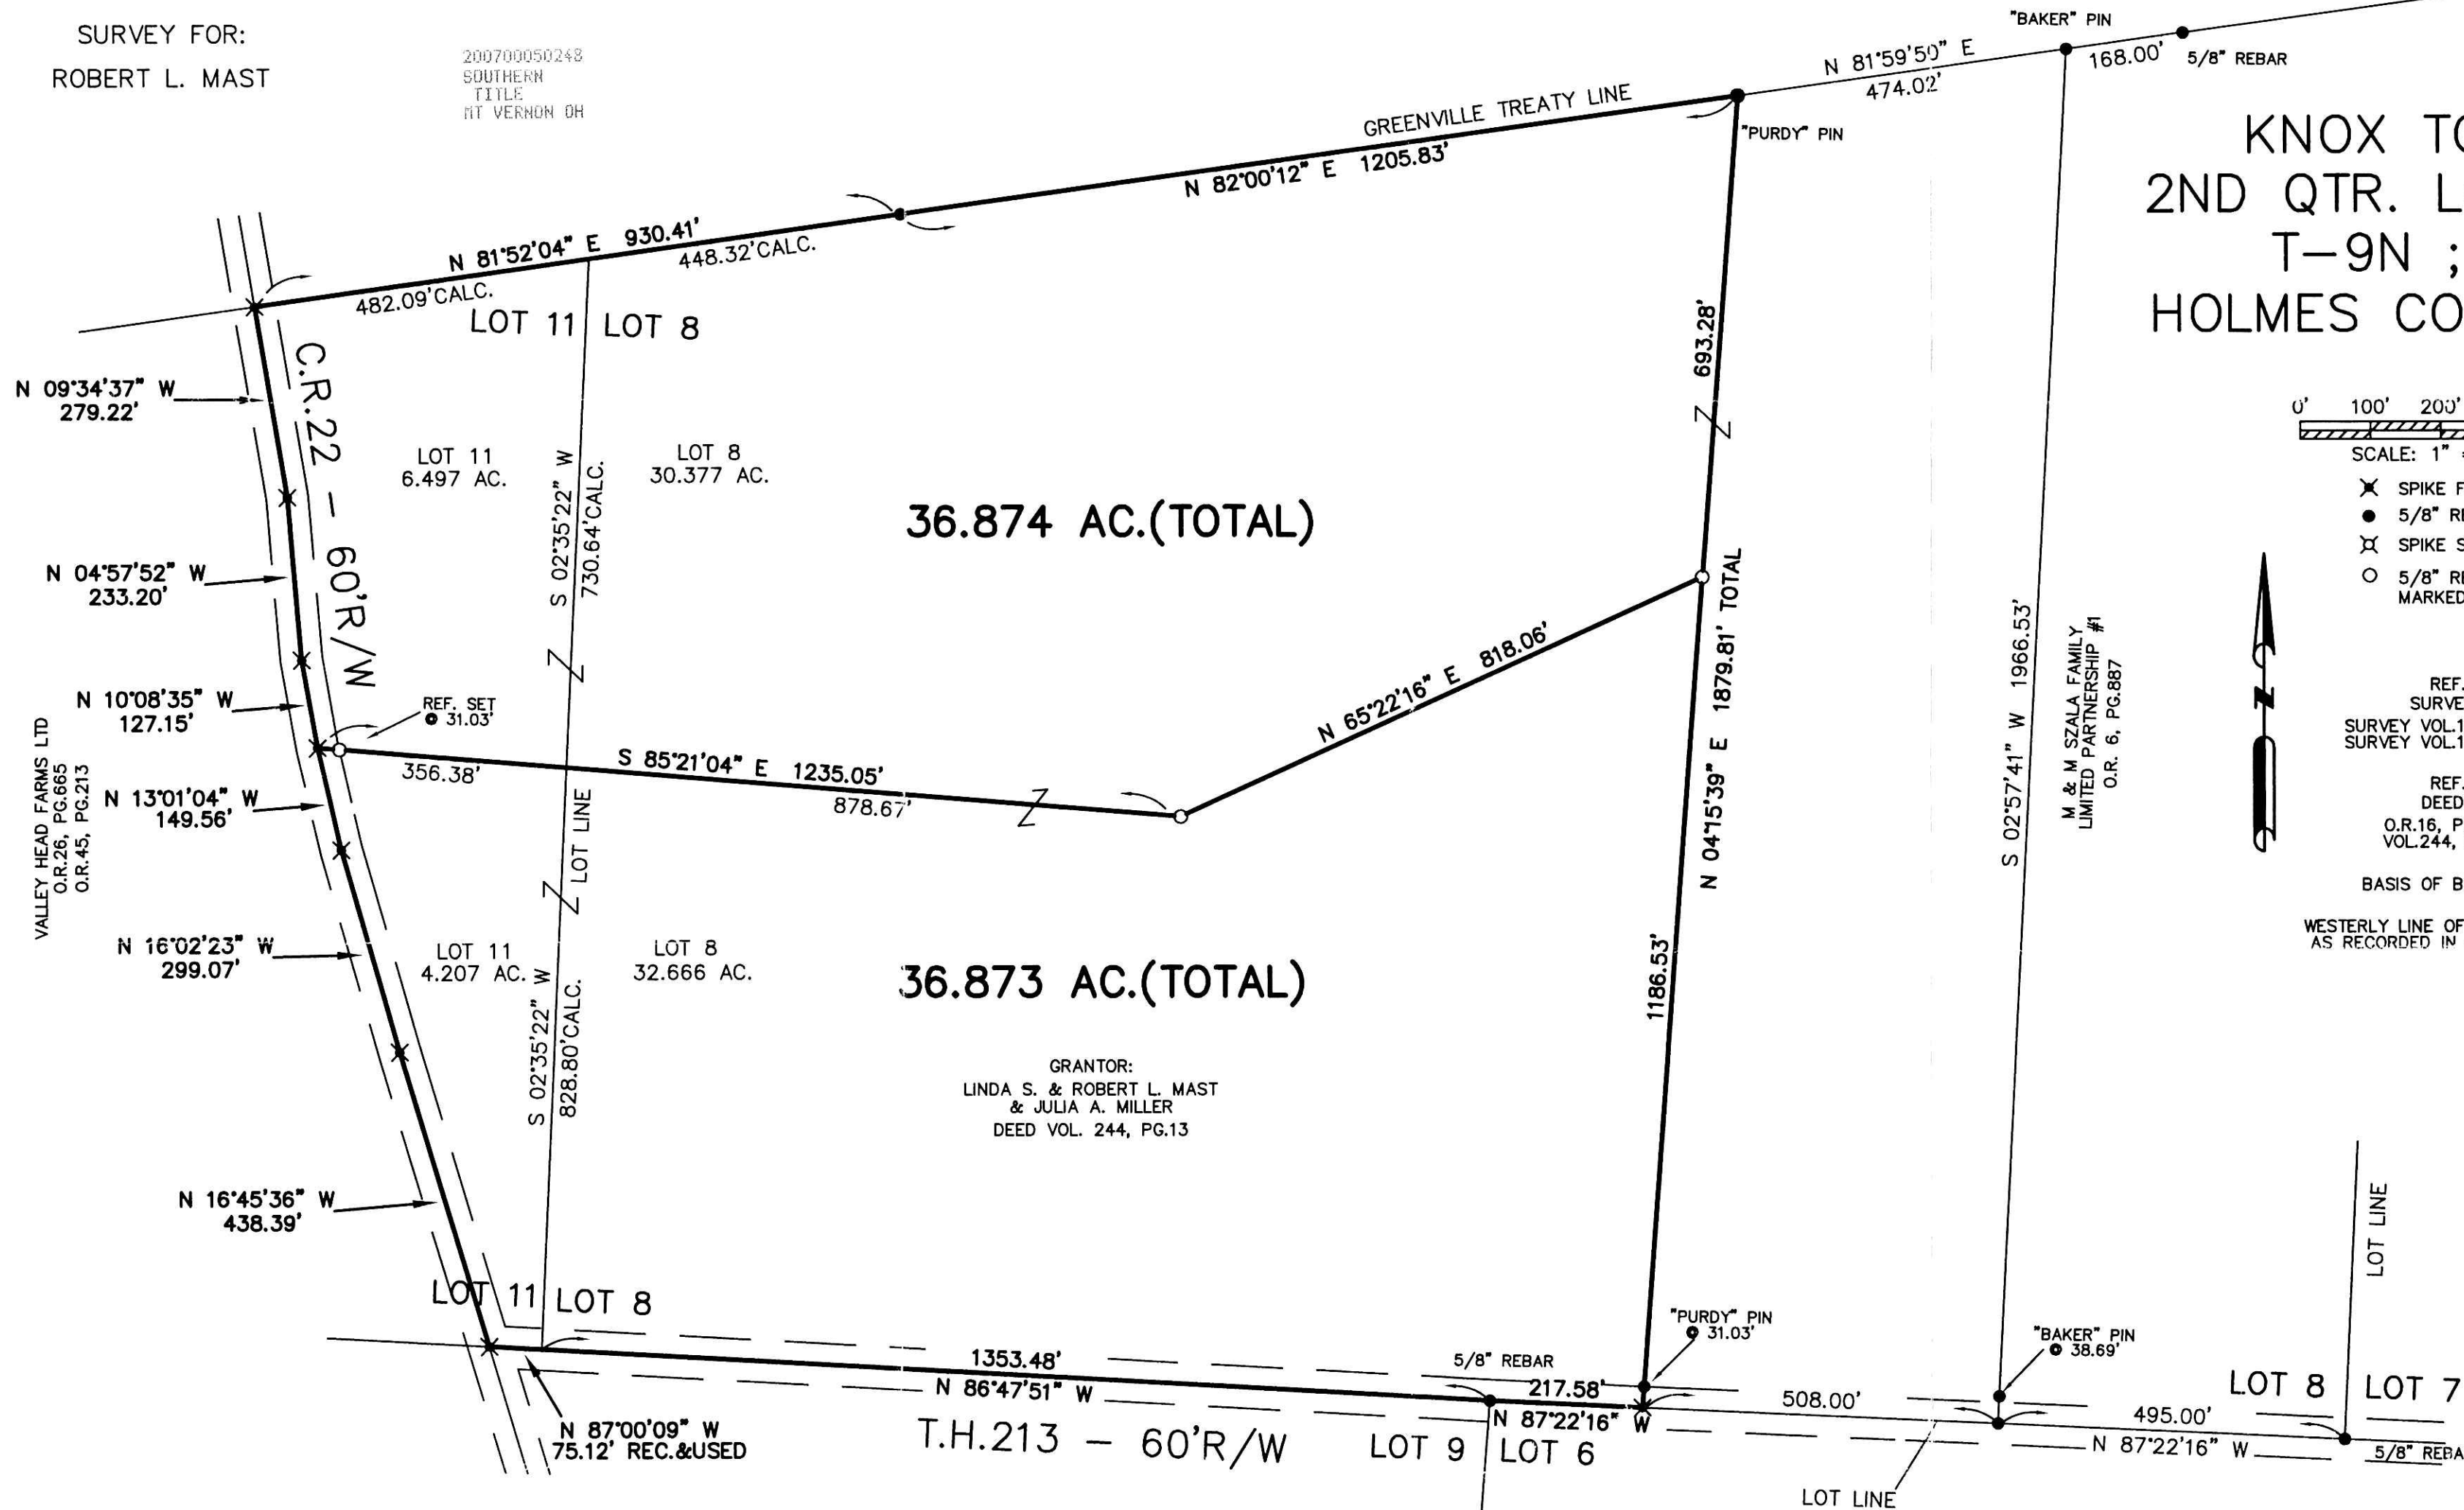 SURVEY FOR:
ROBERT L. MAST
200700050248
SOUTHERN
TITLE
MT VERNON OH
"BAKER" PIN
N 81°59'50" E
474.02'
168.00'
5/8" REBAR
GREENVILLE TREATY LINE
"PURDY" PIN
N 82°00'12" E 1205.83'
KNOX TO
2ND QTR. L
T-9N ;
HOLMES CO
N 81°52'04" E 930.41'
448.32'CALC.
482.09'CALC.
LOT 11
LOT 8
N 09°34'37" W
279.22'
C.R.22 - 60'R/W
693.28'
0' 100' 200'
SCALE: 1"
SPIKE F
5/8" RE
SPIKE S
5/8" RE
MARKED
LOT 11
6.497 AC.
S 02°35'22" W
730.64'CALC.
LOT 8
30.377 AC.
36.874 AC.(TOTAL)
N 04°57'52" W
233.20'
N 65°22'16" E 818.06'
N 04°15'39" E 1879.81' TOTAL
S 02°57'41" W 1966.53'
M & M SZALA FAMILY
LIMITED PARTNERSHIP #1
O.R. 6, PG.887
N
REF.
SURVE
SURVEY VOL.1
SURVEY VOL.1
REF.
DEED
O.R.16, P
VOL.244,
BASIS OF B
WESTERLY LINE OF
AS RECORDED IN
N 10°08'35" W
127.15'
REF. SET
@ 31.03'
VALLEY HEAD FARMS LTD
O.R.26, PG.665
O.R.45, PG.213
356.38'
S 85°21'04" E 1235.05'
878.67'
N 13°01'04" W
149.56'
LOT LINE
N 16°02'23" W
299.07'
LOT 11
4.207 AC.
LOT 8
32.666 AC.
36.873 AC.(TOTAL)
1186.53'
S 02°35'22" W
828.80'CALC.
GRANTOR:
LINDA S. & ROBERT L. MAST
& JULIA A. MILLER
DEED VOL. 244, PG.13
N 16°45'36" W
438.39'
LOT LINE
LOT 11
LOT 8
"PURDY" PIN
@ 31.03'
"BAKER" PIN
@ 38.69'
1353.48'
N 86°47'51" W
5/8" REBAR
217.58'
N 87°22'16" W
508.00'
LOT 8
LOT 7
495.00'
N 87°22'16" W
5/8" REBA
N 87°00'09" W
75.12' REC.&USED
T.H.213 - 60'R/W
LOT 9
LOT 6
LOT LINE